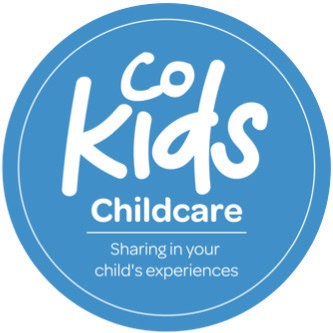 co
Kids
Childcare
Sharing in your
child's experiences